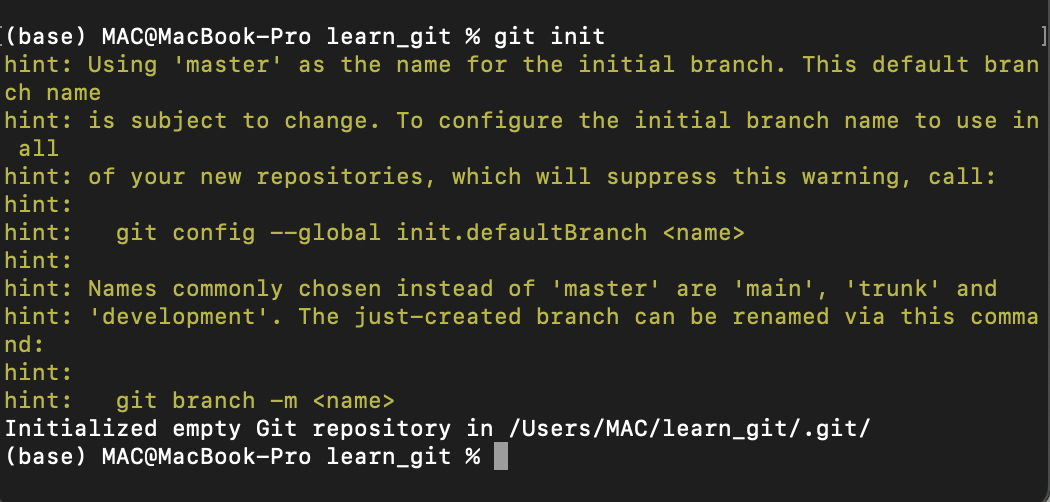 (base) MAC@MacBook-Pro learn_git % git init
hint: Using 'master' as the name for the initial branch. This default bran
ch name
hint: is subject to change. To configure the initial branch name to use in
 all
hint: of your new repositories, which will suppress this warning, call:
hint:
hint:   git config --global init.defaultBranch <name>
hint:
hint: Names commonly chosen instead of 'master' are 'main', 'trunk' and
hint: 'development'. The just-created branch can be renamed via this comma
nd:
hint:
hint:   git branch -m <name>
Initialized empty Git repository in /Users/MAC/learn_git/.git/
(base) MAC@MacBook-Pro learn_git %